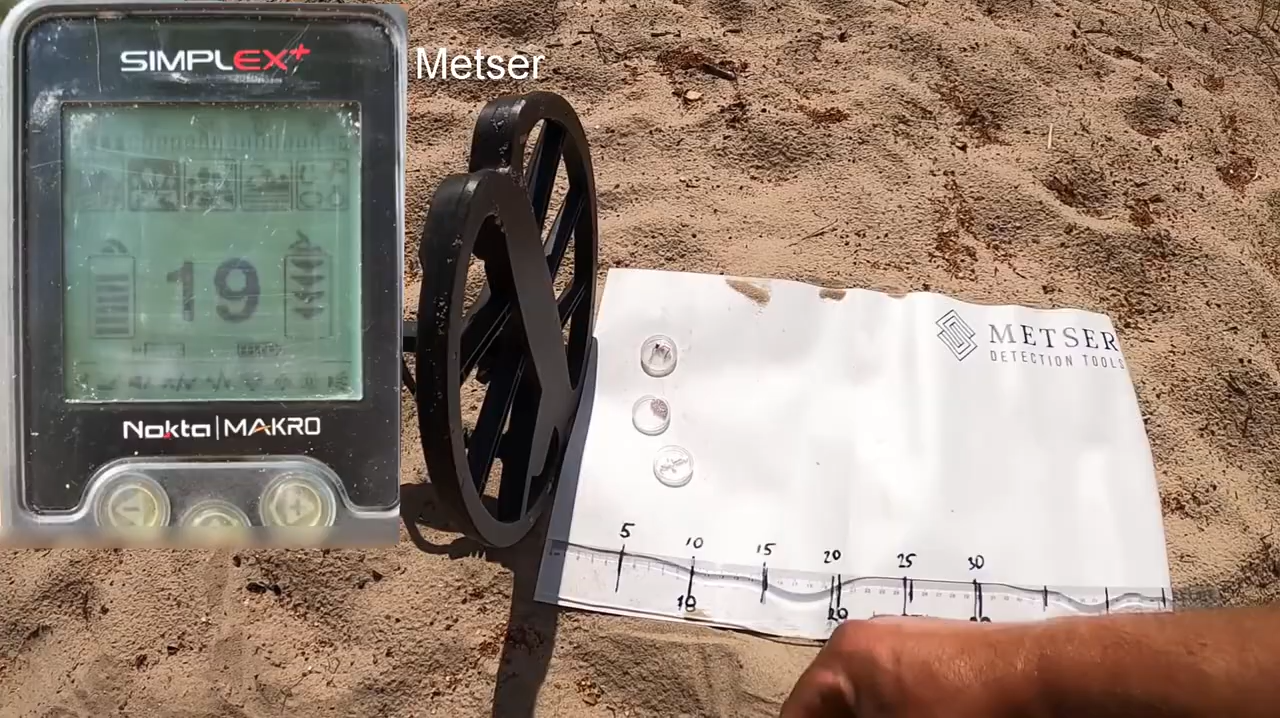 SIMPLEX+
Metser
19
Nokta|MAKRO
METSER
DETECTION TOOLS
5 10 15 20 25 30
10 20